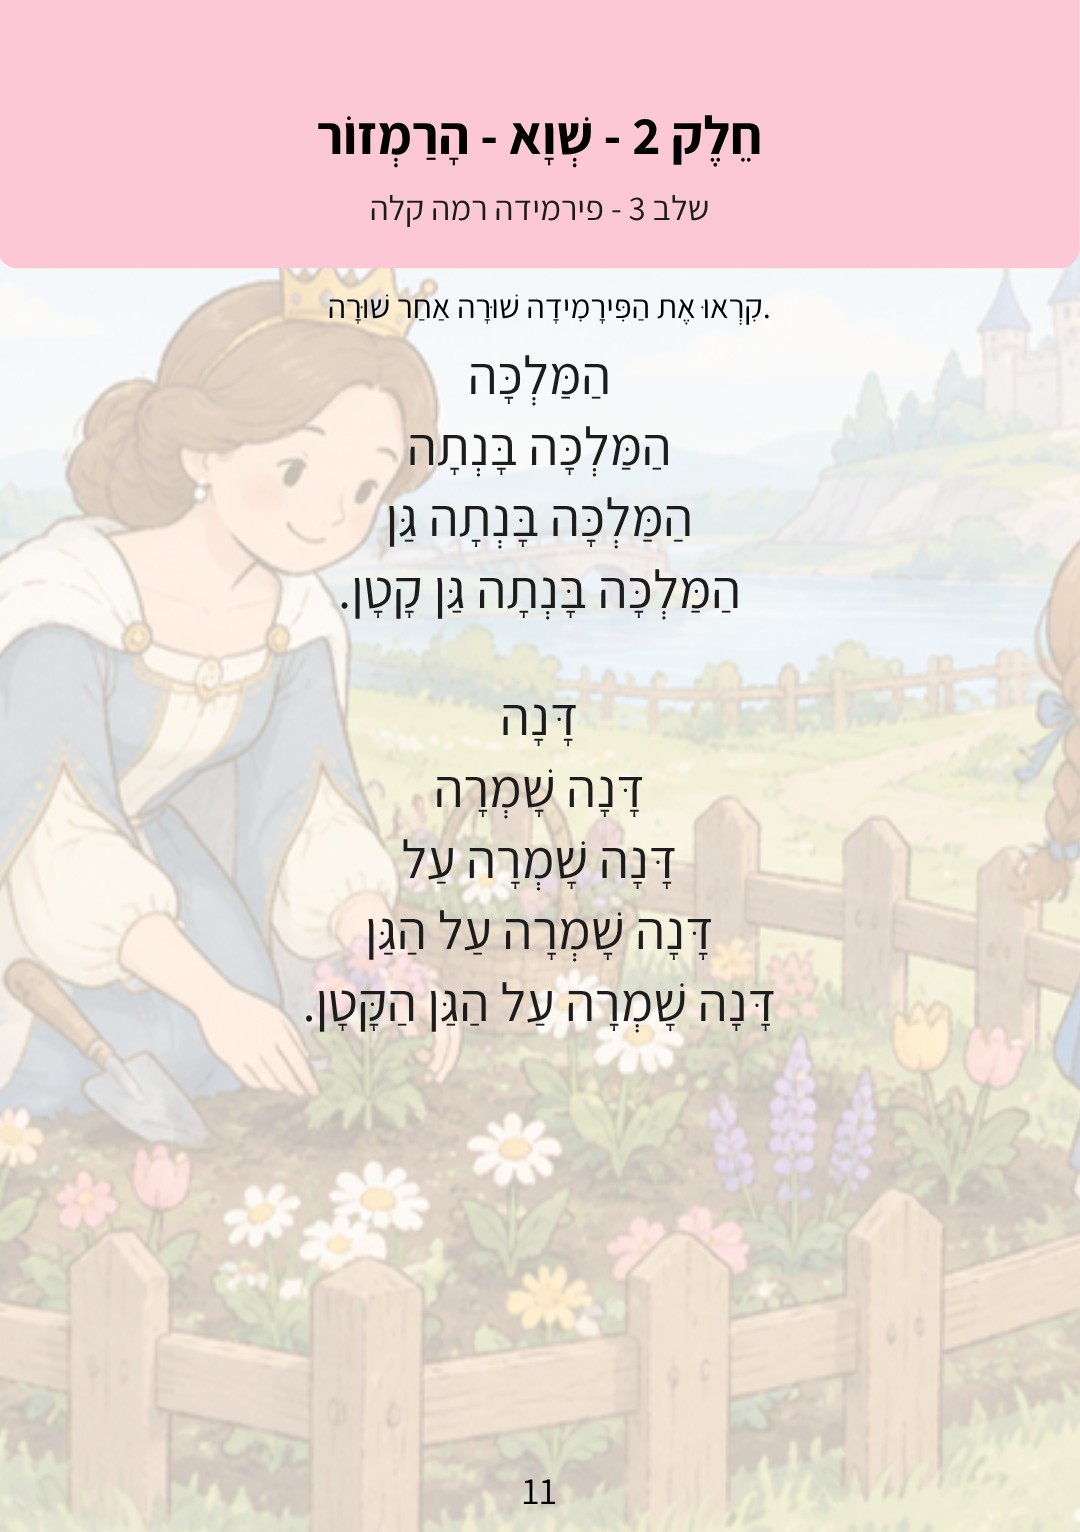 חֵלֶק 2 - שְׁוָא - הָרַמְזוֹר
שלב 3 - פירמידה רמה קלה
קִרְאוּ אֶת הַפִּירָמִידָה שׁוּרָה אַחַר שׁוּרָה.
הַמַּלְכָּה
הַמַּלְכָּה בָּנְתָה
הַמַּלְכָּה בָּנְתָה גַּן
הַמַּלְכָּה בָּנְתָה גַּן קָטָן.
דָּנָה
דָּנָה שָׁמְרָה
דָּנָה שָׁמְרָה עַל
דָּנָה שָׁמְרָה עַל הַגַּן
דָּנָה שָׁמְרָה עַל הַגַּן הַקָּטָן.
11